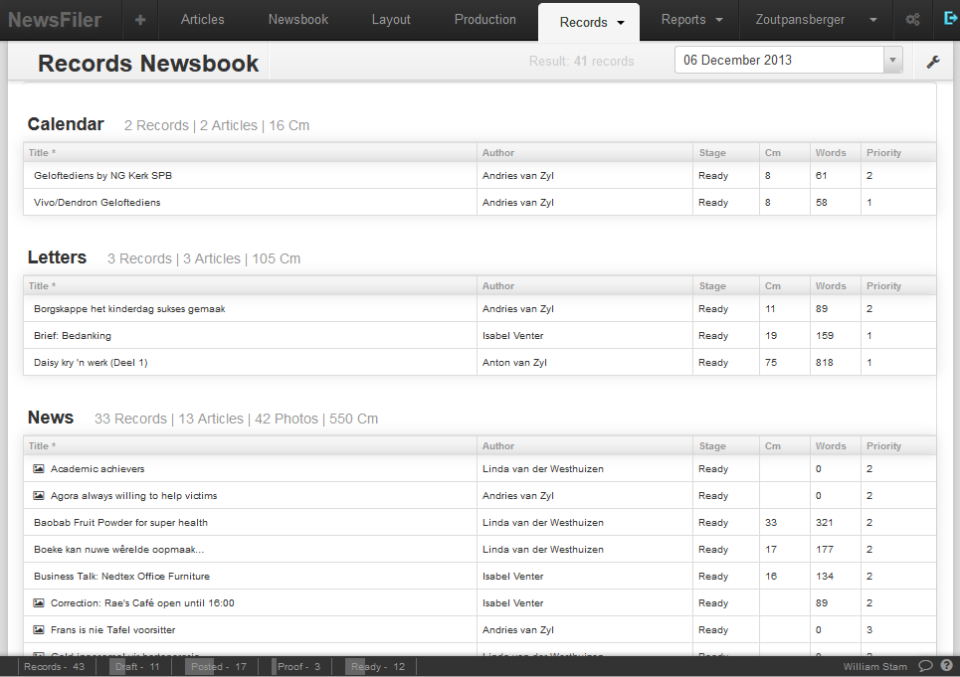 NewsFiler + Articles Newsbook Layout Production Records Reports Zoutpansberger
Records Newsbook Result: 41 records 06 December 2013
Calendar 2 Records | 2 Articles | 16 Cm
Title * Author Stage Cm Words Priority
Geloftediens by NG Kerk SPB Andries van Zyl Ready 8 61 2
Vivo/Dendron Geloftediens Andries van Zyl Ready 8 58 1
Letters 3 Records | 3 Articles | 105 Cm
Title * Author Stage Cm Words Priority
Borgskappe het kinderdag sukses gemaak Andries van Zyl Ready 11 89 2
Brief: Bedanking Isabel Venter Ready 19 159 1
Daisy kry 'n werk (Deel 1) Anton van Zyl Ready 75 818 1
News 33 Records | 13 Articles | 42 Photos | 550 Cm
Title * Author Stage Cm Words Priority
Academic achievers Linda van der Westhuizen Ready 0 2
Agora always willing to help victims Andries van Zyl Ready 0 2
Baobab Fruit Powder for super health Linda van der Westhuizen Ready 33 321 2
Boeke kan nuwe wêrelde oopmaak... Linda van der Westhuizen Ready 17 177 2
Business Talk: Nedtex Office Furniture Isabel Venter Ready 16 134 2
Correction: Rae's Café open until 16:00 Isabel Venter Ready 89 2
Frans is nie Tafel voorsitter Andries van Zyl Ready 0 3
Records - 43 Draft - 11 Posted - 17 Proof - 3 Ready - 12 William Stam